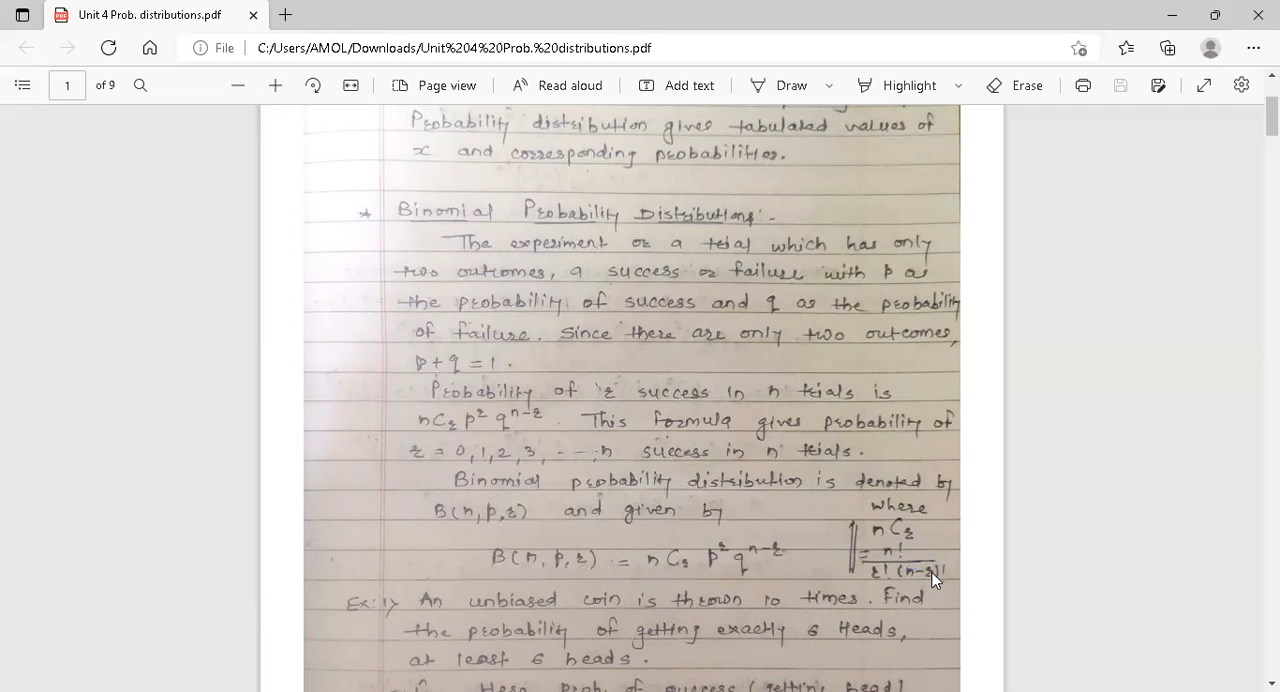 Unit 4 Prob. distributions.pdf
File C:/Users/AMOL/Downloads/Unit%204%20Prob.%20distributions.pdf
1 of 9 Page view Read aloud Add text Draw Highlight Erase
Probability distribution gives tabulated values of
x and corresponding probabilities.
* Binomial Probability Distributions:-
The experiment or a trial which has only
two outcomes, a success or failure with p as
the probability of success and q as the probability
of failure. Since there are only two outcomes,
p + q = 1.
Probability of 'r' success in n trials is
nCr p^r q^n-r. This formula gives probability of
r = 0, 1, 2, 3, ---, n success in n trials.
Binomial probability distribution is denoted by
B(n, p, r) and given by
where
nCr
B(n, p, r) = nCr p^r q^n-r
= n!
r! (n-r)!
Ex: 1) An unbiased coin is thrown 10 times. Find
the probability of getting exactly 6 Heads,
at least 6 heads.
Here prob. of success (getting head)